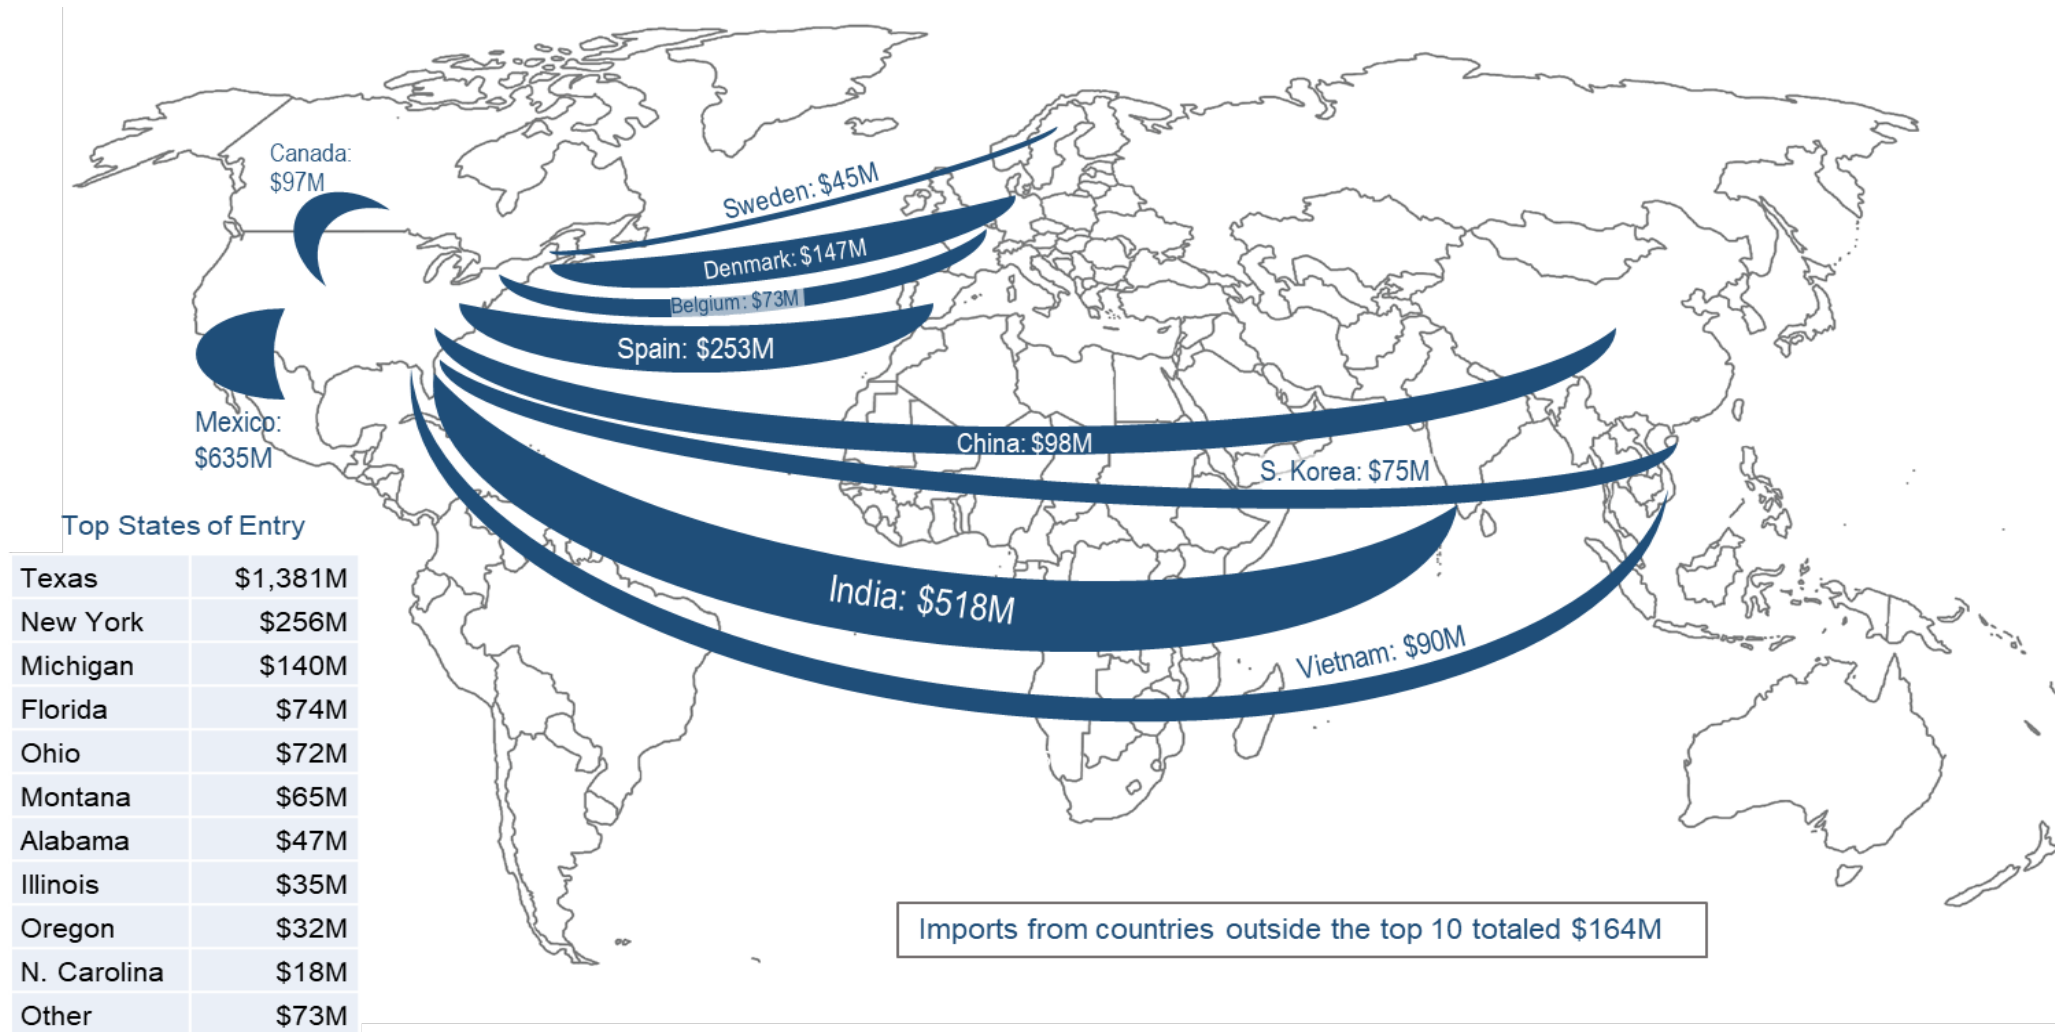 Canada:
$97M
Sweden: $45M
Denmark: $147M
Belgium: $73M
Spain: $253M
Mexico:
$635M
China: $98M
S. Korea: $75M
India: $518M
Vietnam: $90M
Top States of Entry
Texas $1,381M
New York $256M
Michigan $140M
Florida $74M
Ohio $72M
Montana $65M
Alabama $47M
Illinois $35M
Oregon $32M
N. Carolina $18M
Other $73M
Imports from countries outside the top 10 totaled $164M